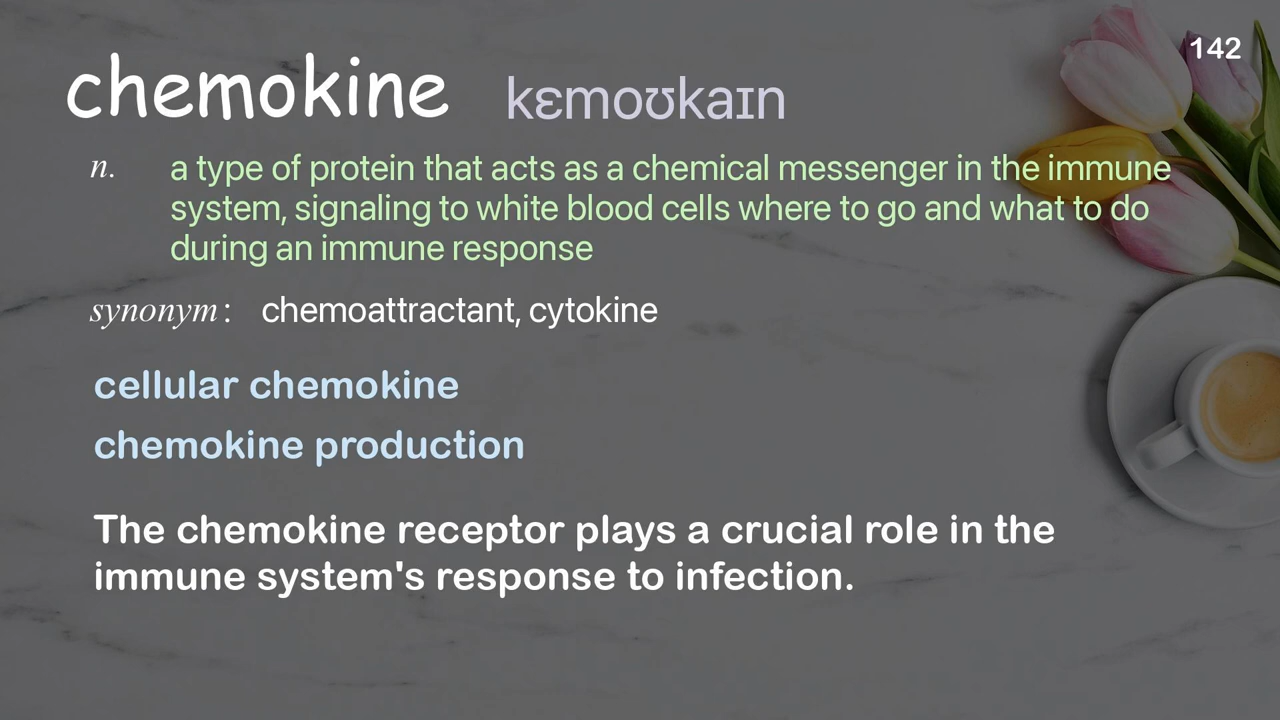 142
chemokine kɛmoʊkaɪn
n. a type of protein that acts as a chemical messenger in the immune
system, signaling to white blood cells where to go and what to do
during an immune response
synonym: chemoattractant, cytokine
cellular chemokine
chemokine production
The chemokine receptor plays a crucial role in the
immune system's response to infection.